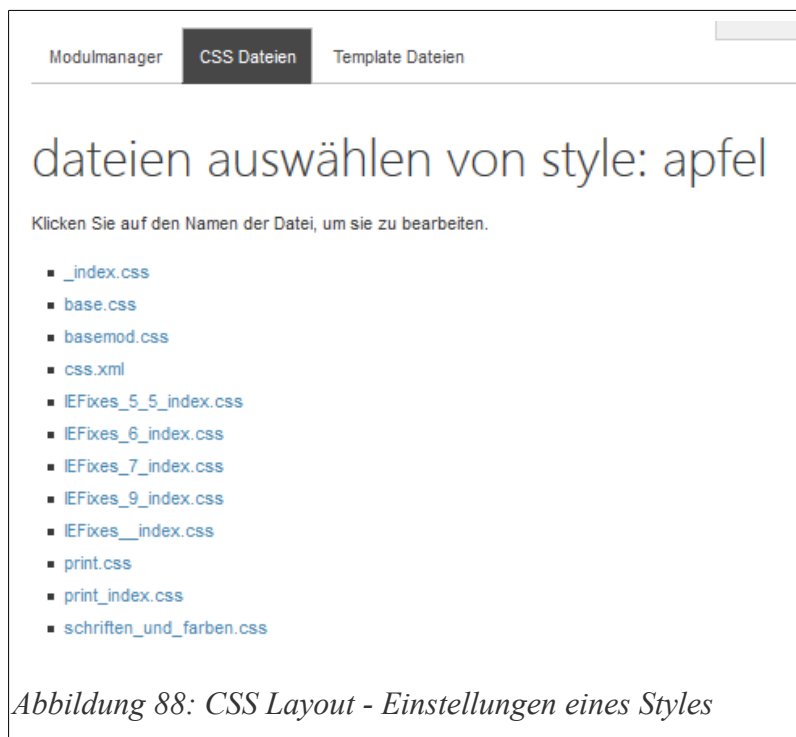 Modulmanager CSS Dateien Template Dateien
dateien auswählen von style: apfel
Klicken Sie auf den Namen der Datei, um sie zu bearbeiten.
_index.css
base.css
basemod.css
css.xml
IEFixes_5_5_index.css
IEFixes_6_index.css
IEFixes_7_index.css
IEFixes_9_index.css
IEFixes__index.css
print.css
print_index.css
schriften_und_farben.css
Abbildung 88: CSS Layout - Einstellungen eines Styles